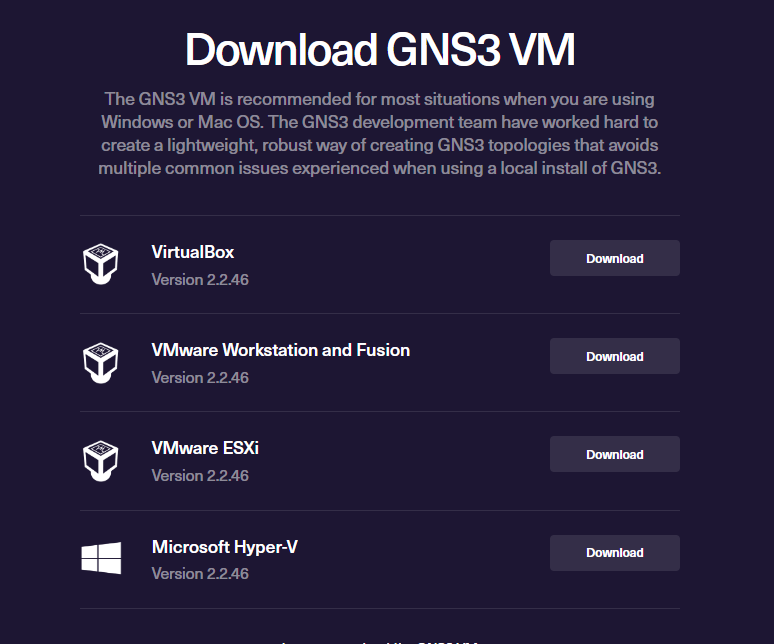 Download GNS3 VM
The GNS3 VM is recommended for most situations when you are using
Windows or Mac OS. The GNS3 development team have worked hard to
create a lightweight, robust way of creating GNS3 topologies that avoids
multiple common issues experienced when using a local install of GNS3.
VirtualBox
Version 2.2.46
Download
VMware Workstation and Fusion
Version 2.2.46
Download
VMware ESXi
Version 2.2.46
Download
Microsoft Hyper-V
Version 2.2.46
Download